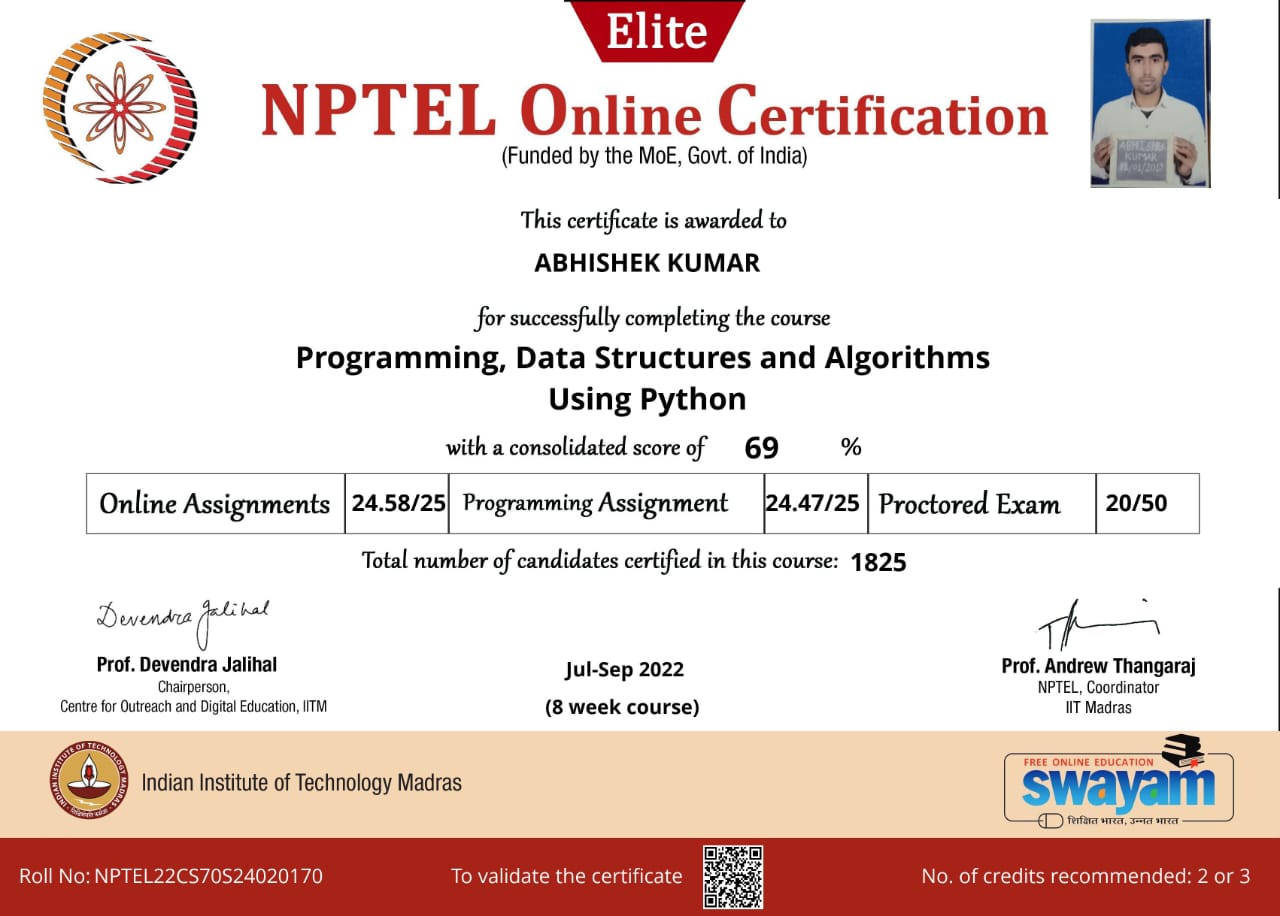 Elite
NPTEL Online Certification
(Funded by the MoE, Govt. of India)
ABHISHEK
KUMAR
This certificate is awarded to
ABHISHEK KUMAR
for successfully completing the course
Programming, Data Structures and Algorithms
Using Python
with a consolidated score of 69 %
Online Assignments 24.58/25 Programming Assignment 24.47/25 Proctored Exam 20/50
Total number of candidates certified in this course: 1825
Devendra Jalihal
Prof. Devendra Jalihal
Chairperson,
Centre for Outreach and Digital Education, IITM
Jul-Sep 2022
(8 week course)
Prof. Andrew Thangaraj
NPTEL, Coordinator
IIT Madras
INDIAN INSTITUTE OF TECHNOLOGY MADRAS
Indian Institute of Technology Madras
FREE ONLINE EDUCATION
swayam
शिक्षित भारत, उन्नत भारत
Roll No: NPTEL22CS70S24020170
To validate the certificate
No. of credits recommended: 2 or 3